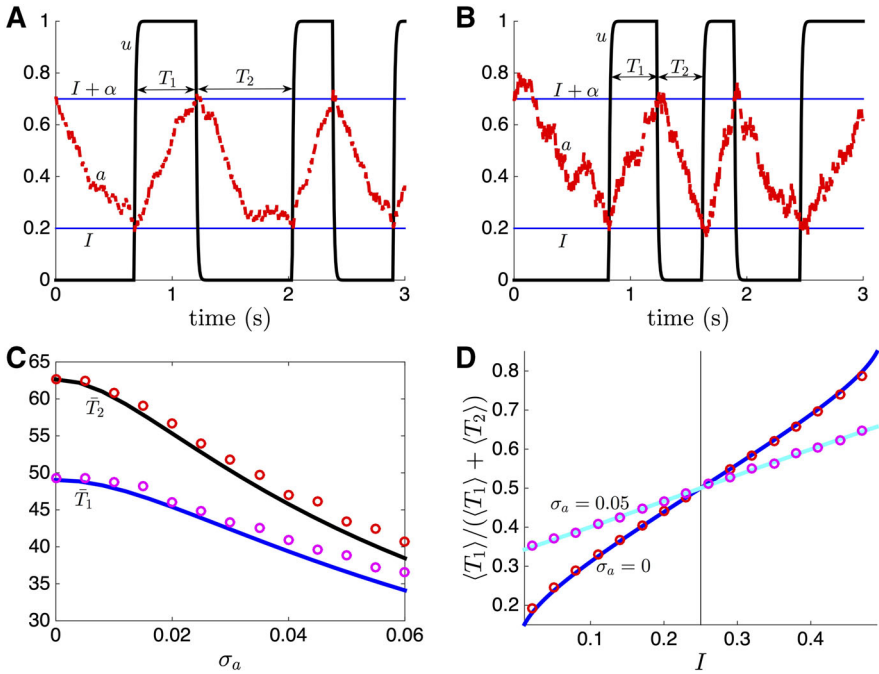 A
1
0.8
0.6
0.4
0.2
0
u
T₁
T₂
I + α
a
I
0
1
2
3
time (s)
B
1
0.8
0.6
0.4
0.2
0
u
T₁
T₂
I + α
a
I
0
1
2
3
time (s)
C
65
60
55
50
45
40
35
30
T̄₂
T̄₁
0
0.02
0.04
0.06
σₐ
D
⟨T₁⟩/(⟨T₁⟩ + ⟨T₂⟩)
0.8
0.7
0.6
0.5
0.4
0.3
0.2
σₐ = 0.05
σₐ = 0
0.1
0.2
0.3
0.4
I